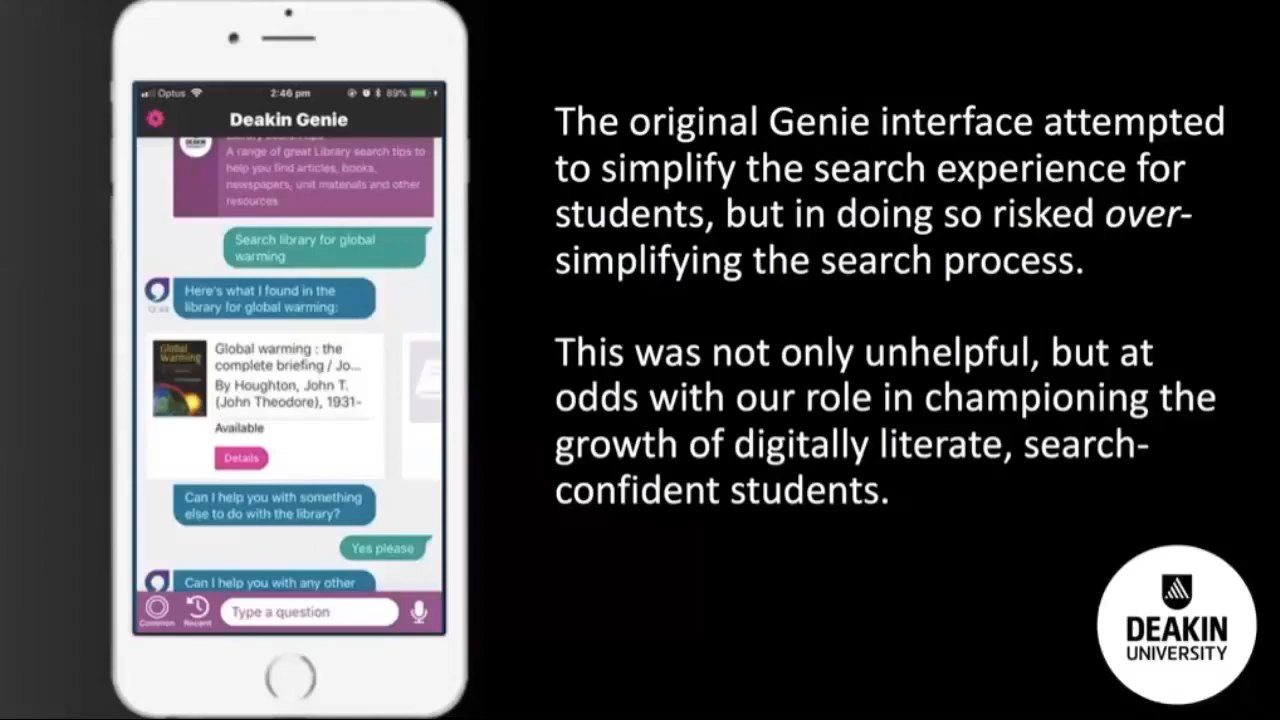 Optus
2:46 pm
89%
Deakin Genie
A range of great Library search tips to
help you find articles, books,
newspapers, unit materials and other
resources
Search library for global
warming
Here's what I found in the
library for global warming:
Global
Warming
Global warming : the
complete briefing / Jo...
By Houghton, John T.
(John Theodore), 1931-
Available
Details
Can I help you with something
else to do with the library?
Yes please
Can I help you with any other
Common
Recent
Type a question
The original Genie interface attempted
to simplify the search experience for
students, but in doing so risked over-
simplifying the search process.
This was not only unhelpful, but at
odds with our role in championing the
growth of digitally literate, search-
confident students.
DEAKIN
UNIVERSITY